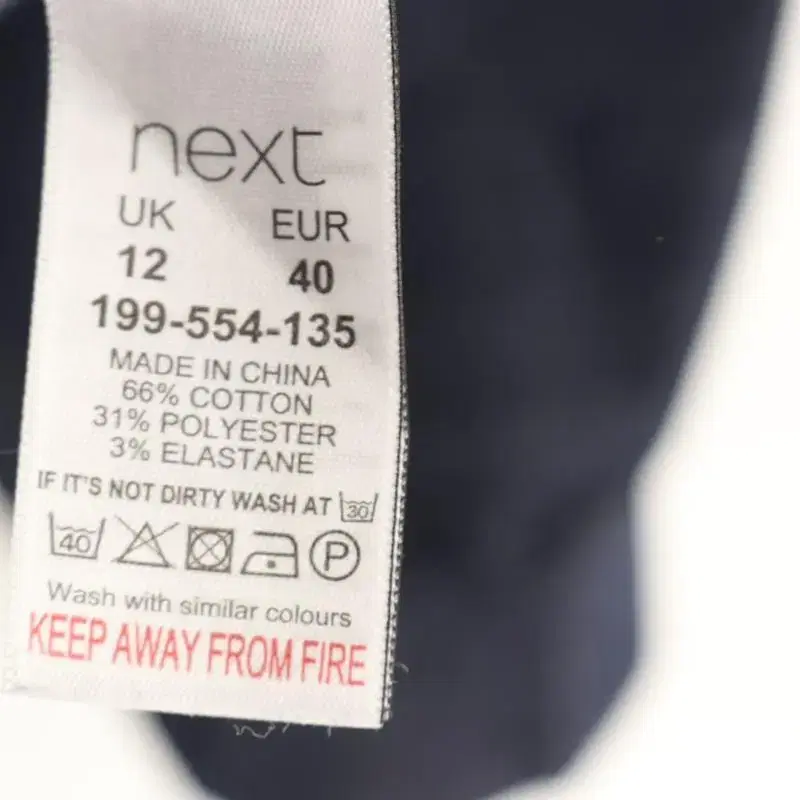 next
UK EUR
12 40
199-554-135
MADE IN CHINA
66% COTTON
31% POLYESTER
3% ELASTANE
IF IT'S NOT DIRTY WASH AT 30
40 P
Wash with similar colours
KEEP AWAY FROM FIRE